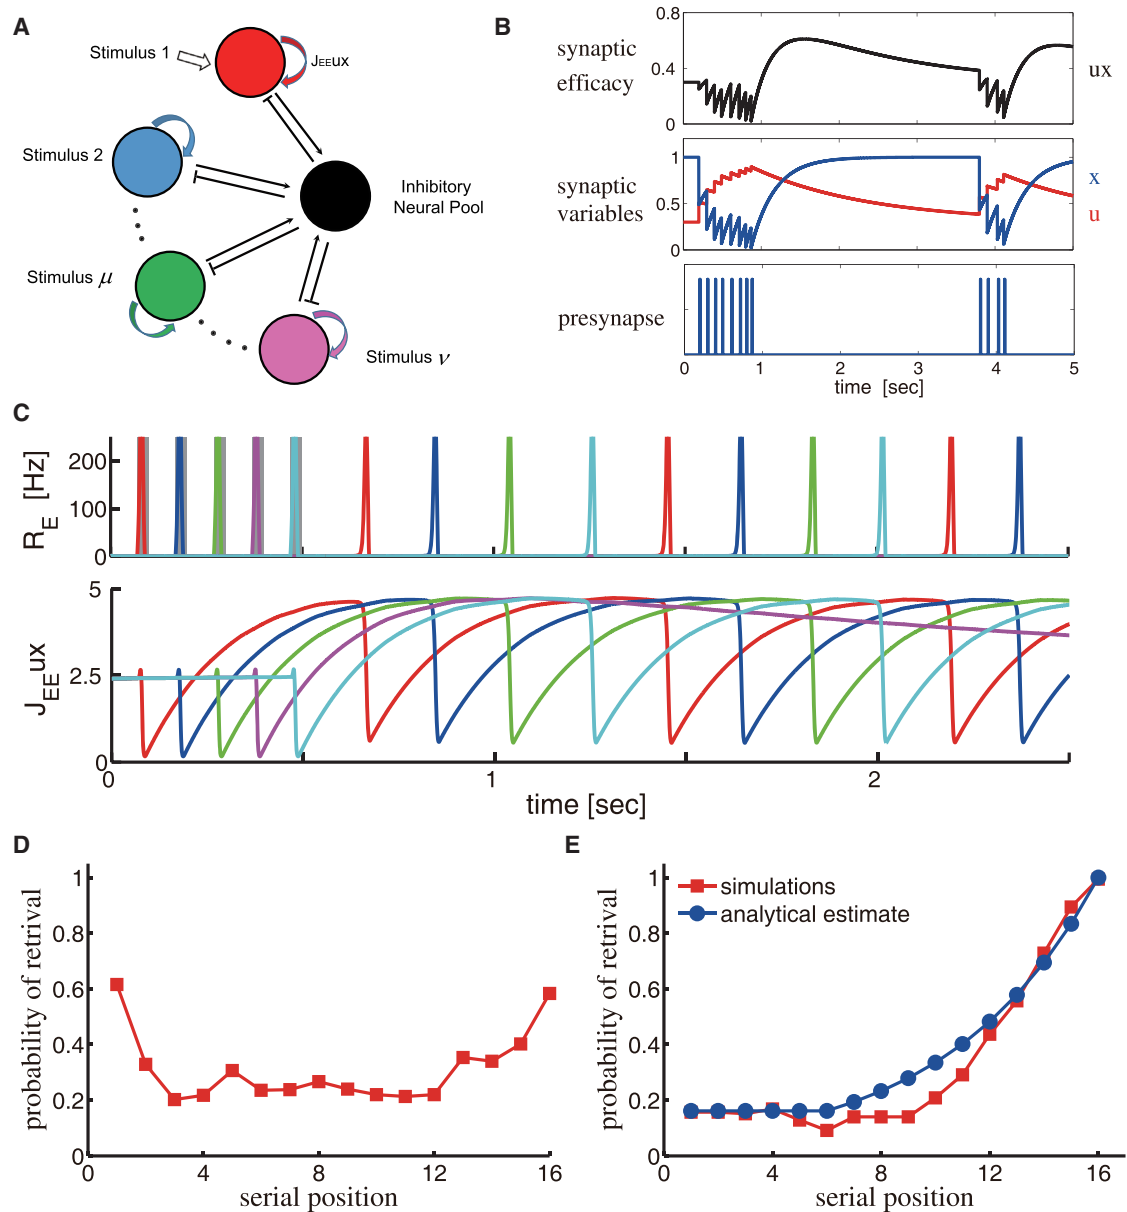 A
Stimulus 1
J_EEux
Stimulus 2
Inhibitory
Neural Pool
Stimulus μ
Stimulus ν
B
synaptic
efficacy
0.8
0.4
0
ux
synaptic
variables
1
0.5
0
x
u
presynapse
0 1 2 3 4 5
time [sec]
C
R_E [Hz]
200
100
0
J_EEux
5
2.5
0
0 1 2
time [sec]
D
probability of retrival
1
0.8
0.6
0.4
0.2
0
0 4 8 12 16
serial position
E
probability of retrival
simulations
analytical estimate
1
0.8
0.6
0.4
0.2
0
0 4 8 12 16
serial position